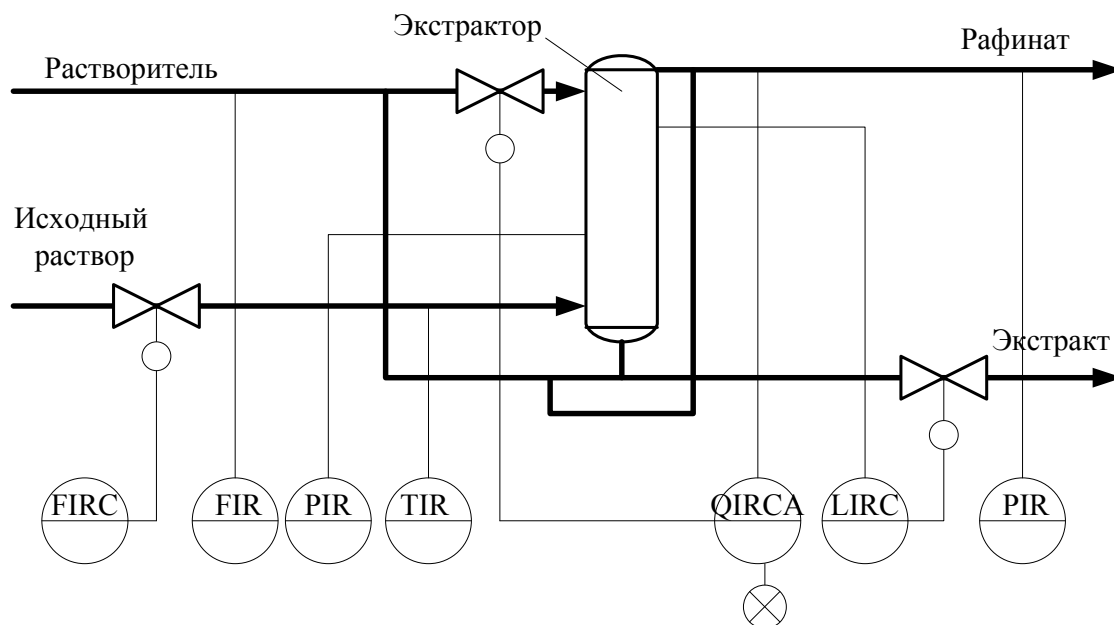 Экстрактор
Рафинат
Растворитель
Исходный
раствор
Экстракт
FIRC
FIR
PIR
TIR
QIRCA
LIRC
PIR